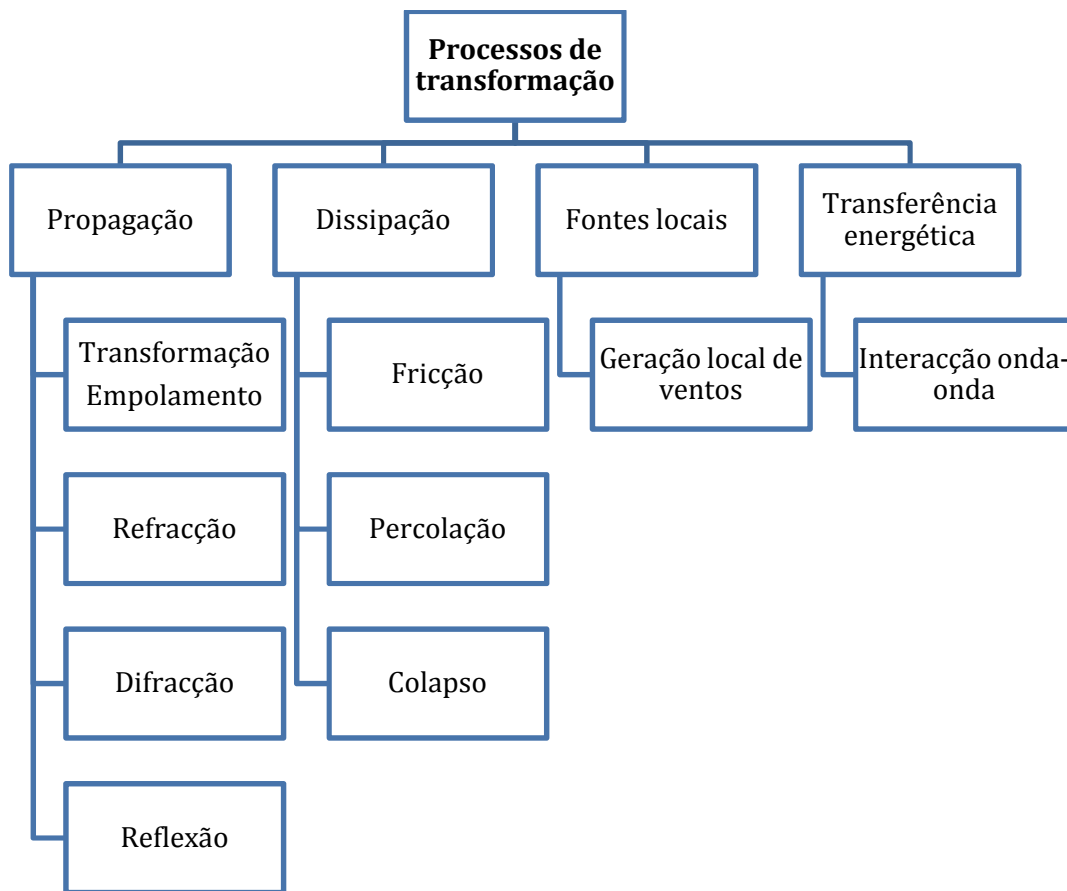 Processos de
transformação
Propagação
Dissipação
Fontes locais
Transferência
energética
Transformação
Empolamento
Fricção
Geração local de
ventos
Interacção onda-
onda
Refracção
Percolação
Difracção
Colapso
Reflexão